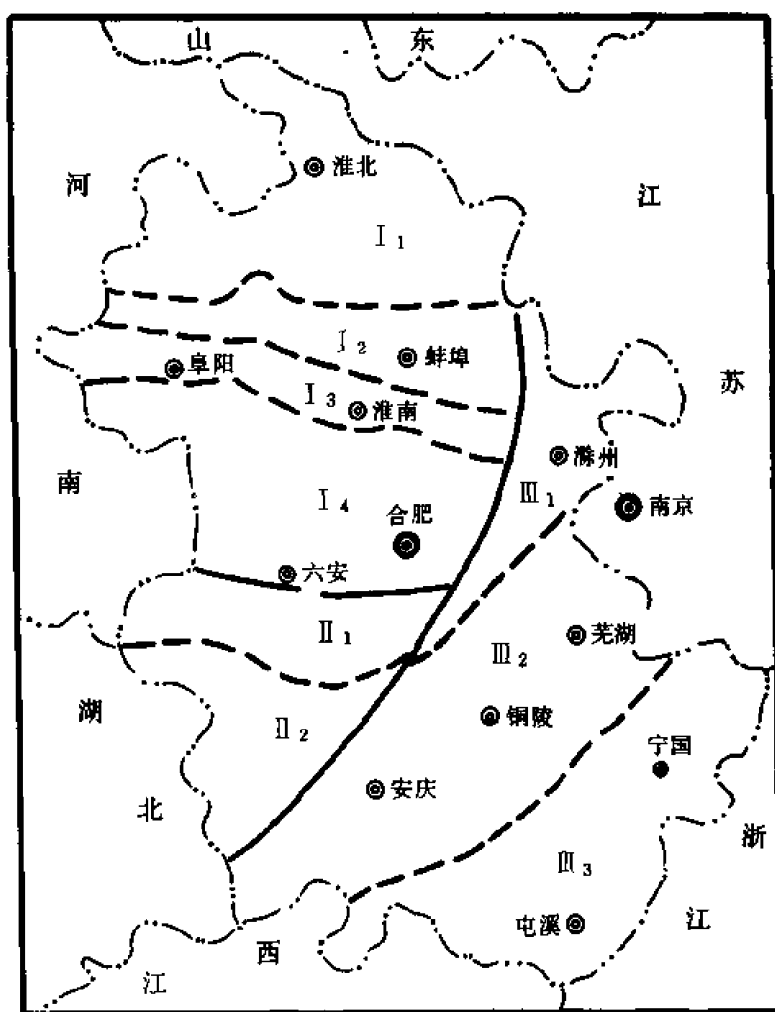 山 东
淮北
河
江
Ⅰ₁
Ⅰ₂
蚌埠
阜阳
苏
Ⅰ₃
淮南
滁州
南
Ⅰ₄
Ⅲ₁
南京
合肥
六安
Ⅱ₁
芜湖
Ⅲ₂
湖
Ⅱ₂
铜陵
宁国
安庆
北
浙
Ⅲ₃
屯溪
江
西
江